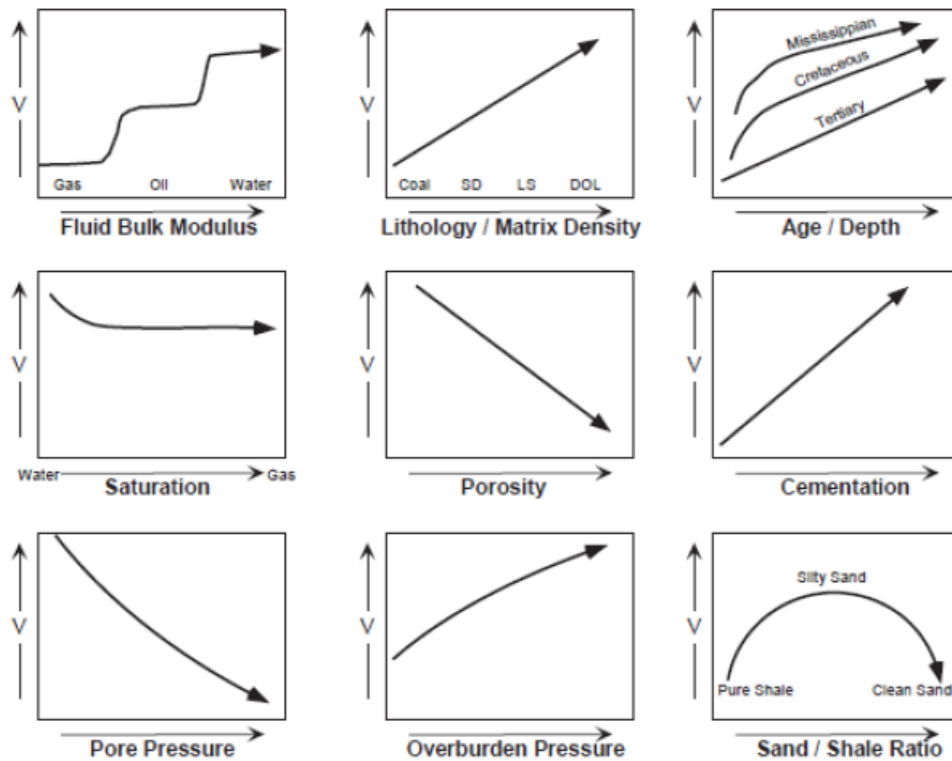 V
Gas Oil Water
Fluid Bulk Modulus
V
Coal SD LS DOL
Lithology / Matrix Density
V
Mississippian
Cretaceous
Tertiary
Age / Depth
V
Water Gas
Saturation
V
Porosity
V
Cementation
V
Pore Pressure
V
Overburden Pressure
V
Silty Sand
Pure Shale Clean Sand
Sand / Shale Ratio